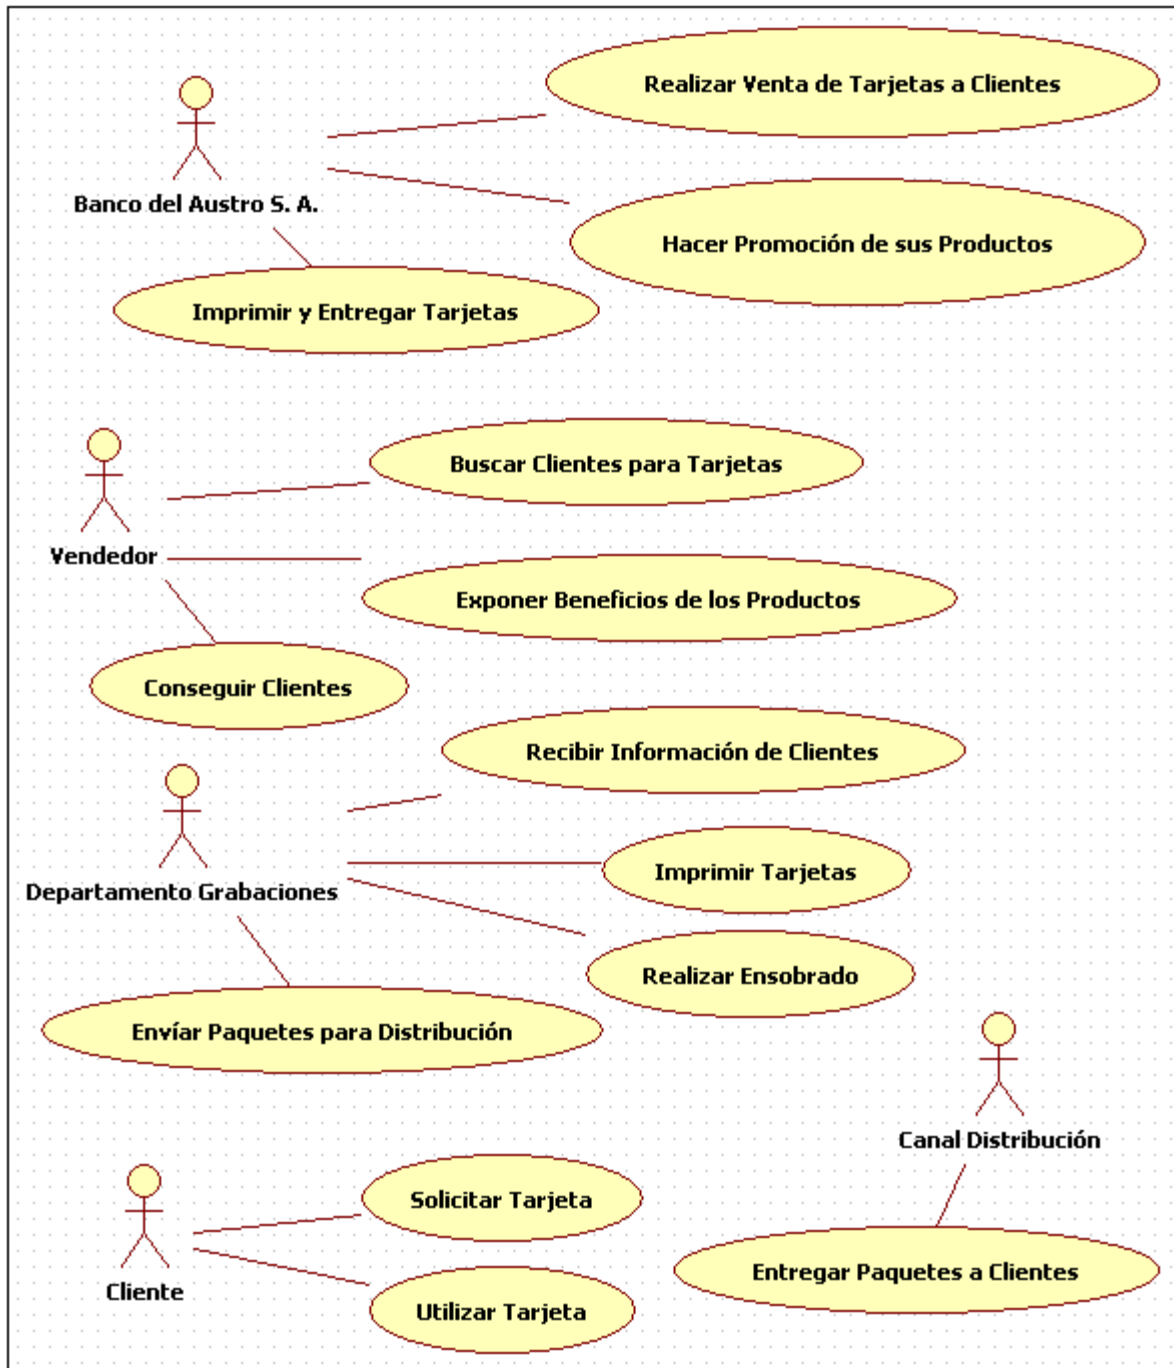 Realizar Venta de Tarjetas a Clientes
Banco del Austro S. A.
Hacer Promoción de sus Productos
Imprimir y Entregar Tarjetas
Buscar Clientes para Tarjetas
Vendedor
Exponer Beneficios de los Productos
Conseguir Clientes
Recibir Información de Clientes
Imprimir Tarjetas
Departamento Grabaciones
Realizar Ensobrado
Envíar Paquetes para Distribución
Canal Distribución
Solicitar Tarjeta
Entregar Paquetes a Clientes
Cliente
Utilizar Tarjeta